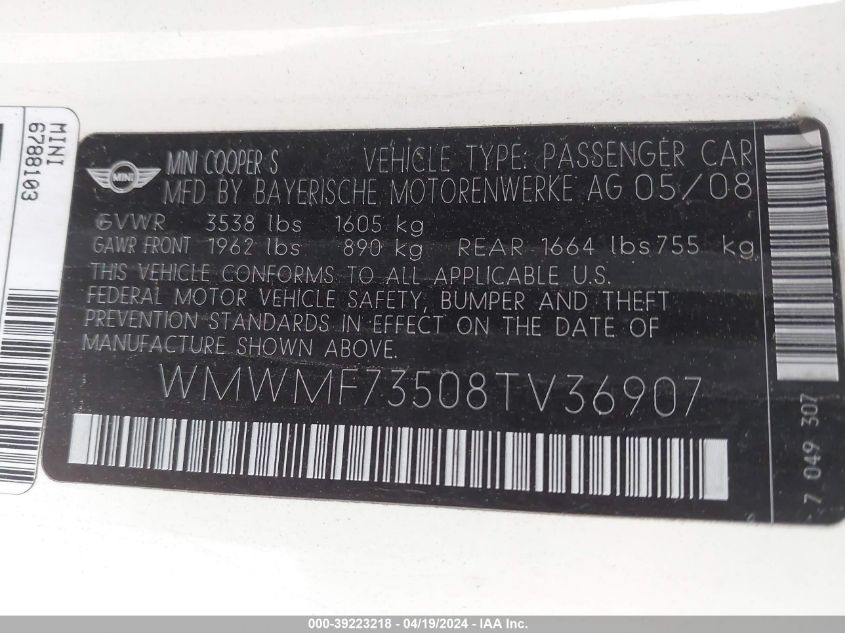 MINI
6788103
MINI
MINI COOPER S VEHICLE TYPE: PASSENGER CAR
MFD BY BAYERISCHE MOTORENWERKE AG 05/08
GVWR 3538 lbs 1605 kg
GAWR FRONT 1962 lbs 890 kg REAR 1664 lbs 755 kg
THIS VEHICLE CONFORMS TO ALL APPLICABLE U.S.
FEDERAL MOTOR VEHICLE SAFETY, BUMPER AND THEFT
PREVENTION STANDARDS IN EFFECT ON THE DATE OF
MANUFACTURE SHOWN ABOVE.
WMWMF73508TV36907
7 049 307
000-39223218 - 04/19/2024 - IAA Inc.